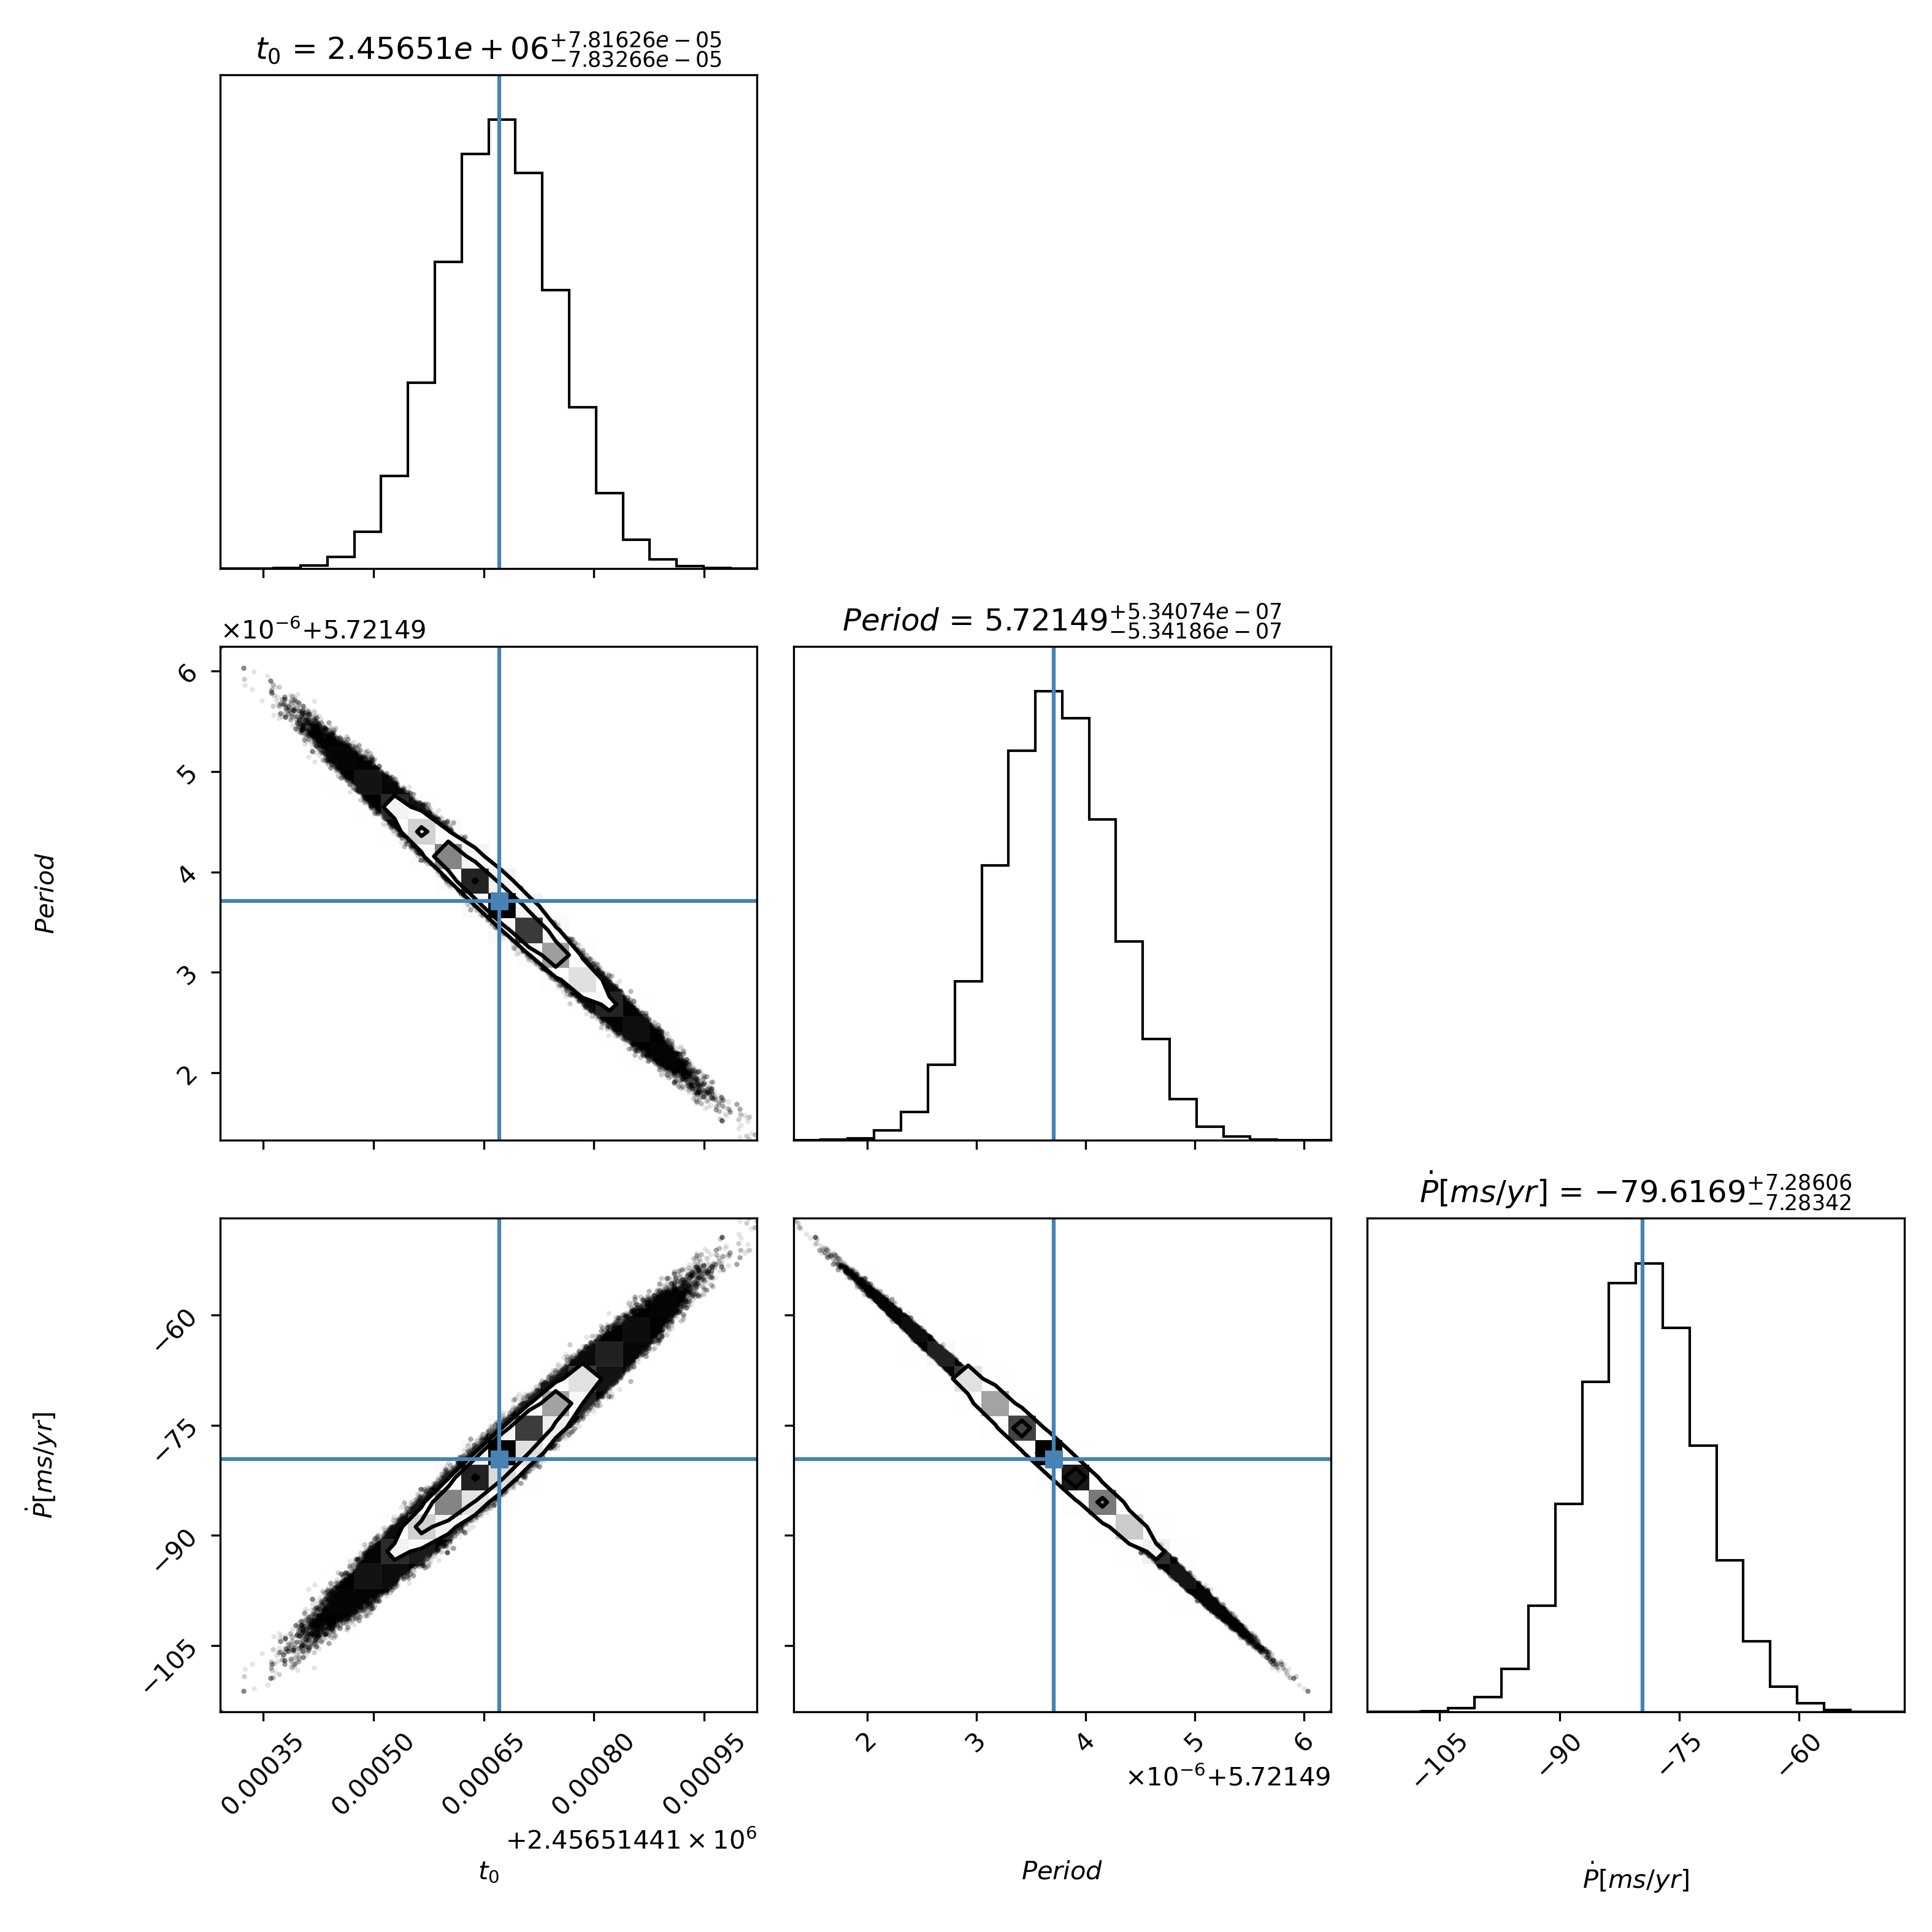 t₀ = 2.45651e + 06 +7.81626e − 05 −7.83266e − 05
×10⁻⁶+5.72149
Period = 5.72149 +5.34074e − 07 −5.34186e − 07
6
5
4
3
2
Period
Ṗ[ms/yr] = −79.6169 +7.28606 −7.28342
−60
−75
−90
−105
Ṗ[ms/yr]
0.00035 0.00050 0.00065 0.00080 0.00095
+2.45651441 × 10⁶
t₀
2 3 4 5 6
×10⁻⁶+5.72149
Period
−105 −90 −75 −60
Ṗ[ms/yr]